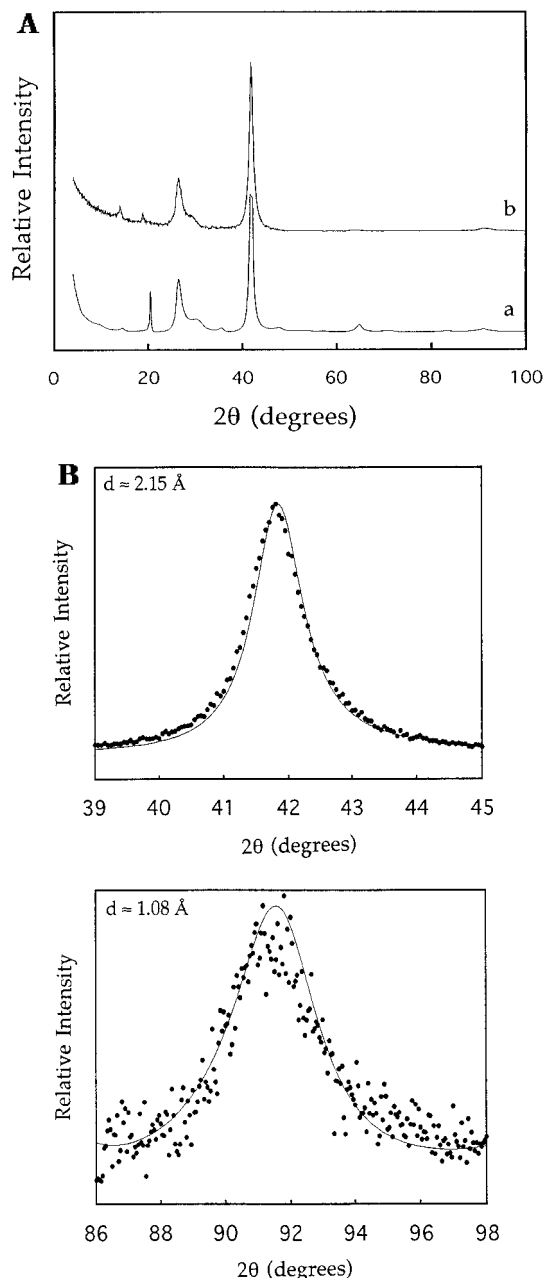 A
Relative Intensity
b
a
0 20 40 60 80 100
2θ (degrees)
B
d ≈ 2.15 Å
Relative Intensity
39 40 41 42 43 44 45
2θ (degrees)
d ≈ 1.08 Å
Relative Intensity
86 88 90 92 94 96 98
2θ (degrees)